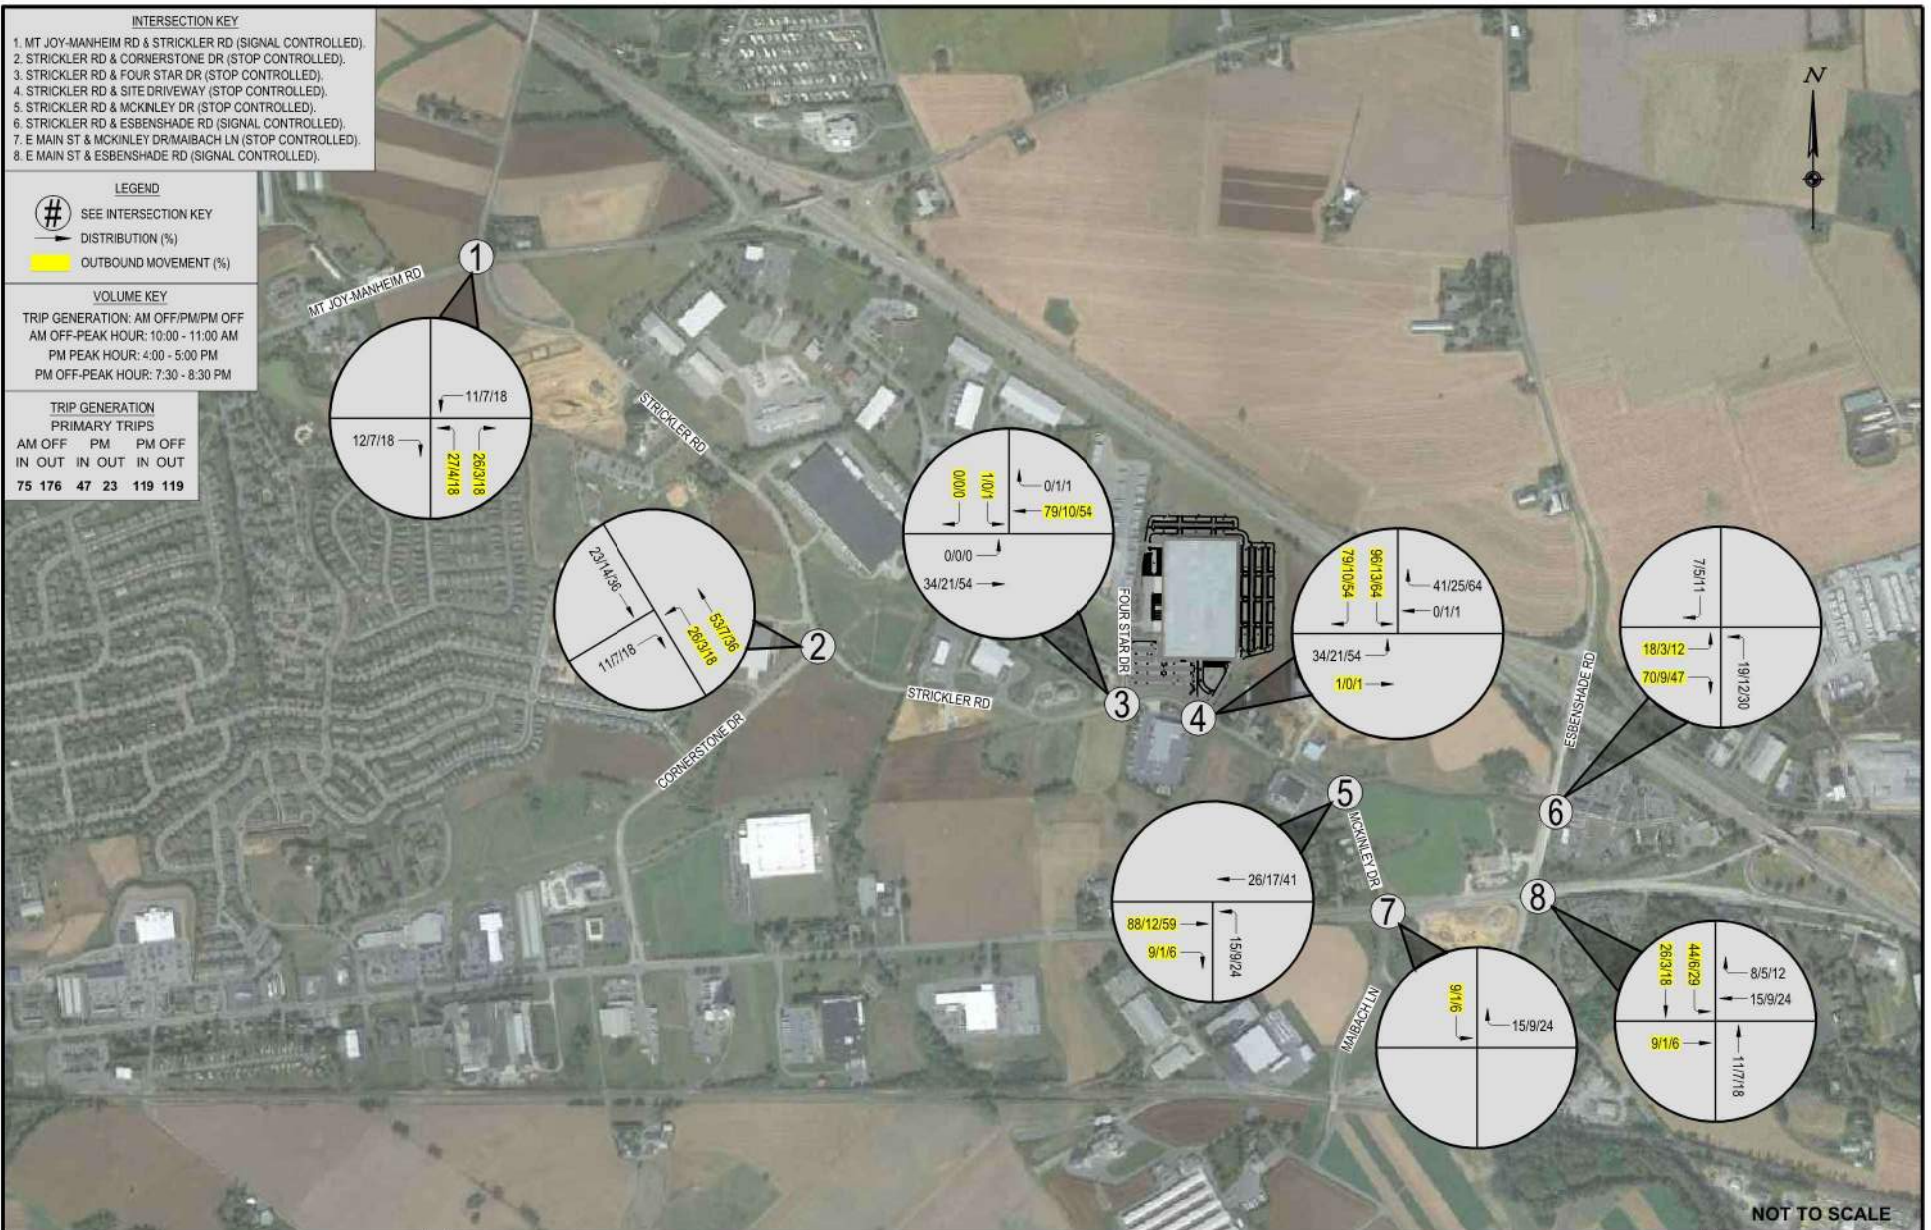 INTERSECTION KEY
1. MT JOY-MANHEIM RD & STRICKLER RD (SIGNAL CONTROLLED).
2. STRICKLER RD & CORNERSTONE DR (STOP CONTROLLED).
3. STRICKLER RD & FOUR STAR DR (STOP CONTROLLED).
4. STRICKLER RD & SITE DRIVEWAY (STOP CONTROLLED).
5. STRICKLER RD & MCKINLEY DR (STOP CONTROLLED).
6. STRICKLER RD & ESBENSHADE RD (SIGNAL CONTROLLED).
7. E MAIN ST & MCKINLEY DR/MAIBACH LN (STOP CONTROLLED).
8. E MAIN ST & ESBENSHADE RD (SIGNAL CONTROLLED).
LEGEND
# SEE INTERSECTION KEY
DISTRIBUTION (%)
OUTBOUND MOVEMENT (%)
VOLUME KEY
TRIP GENERATION: AM OFF/PM/PM OFF
AM OFF-PEAK HOUR: 10:00 - 11:00 AM
PM PEAK HOUR: 4:00 - 5:00 PM
PM OFF-PEAK HOUR: 7:30 - 8:30 PM
TRIP GENERATION
PRIMARY TRIPS
AM OFF PM PM OFF
IN OUT IN OUT IN OUT
75 176 47 23 119 119
N
1
MT JOY-MANHEIM RD
11/7/18
12/7/18
27/4/18
26/3/18
STRICKLER RD
2
23/14/36
53/7/36
26/3/18
11/7/18
CORNERSTONE DR
STRICKLER RD
3
0/0/0
1/0/1
0/1/1
79/10/54
0/0/0
34/21/54
FOUR STAR DR
4
79/10/54
96/13/64
41/25/64
0/1/1
34/21/54
1/0/1
5
MCKINLEY DR
26/17/41
88/12/59
9/1/6
15/9/24
ESBENSHADE RD
6
7/5/11
18/3/12
70/9/47
19/12/30
7
MAIBACH LN
9/1/6
15/9/24
8
26/3/18
44/6/29
8/5/12
15/9/24
9/1/6
11/7/18
NOT TO SCALE